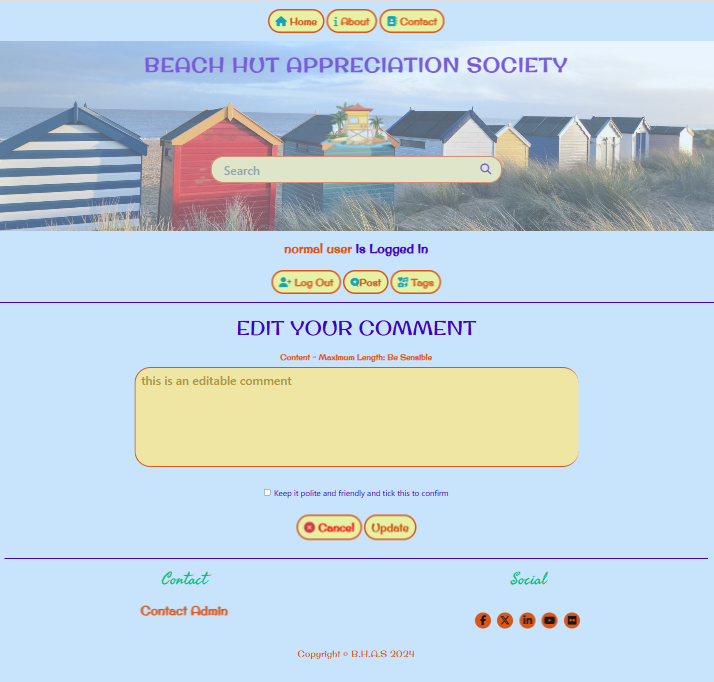 Home About Contact
BEACH HUT APPRECIATION SOCIETY
Search
normal user Is Logged In
Log Out Post Tags
EDIT YOUR COMMENT
Content - Maximum Length: Be Sensible
this is an editable comment
Keep it polite and friendly and tick this to confirm
Cancel Update
Contact Social
Contact Admin
Copyright © B.H.A.S 2024